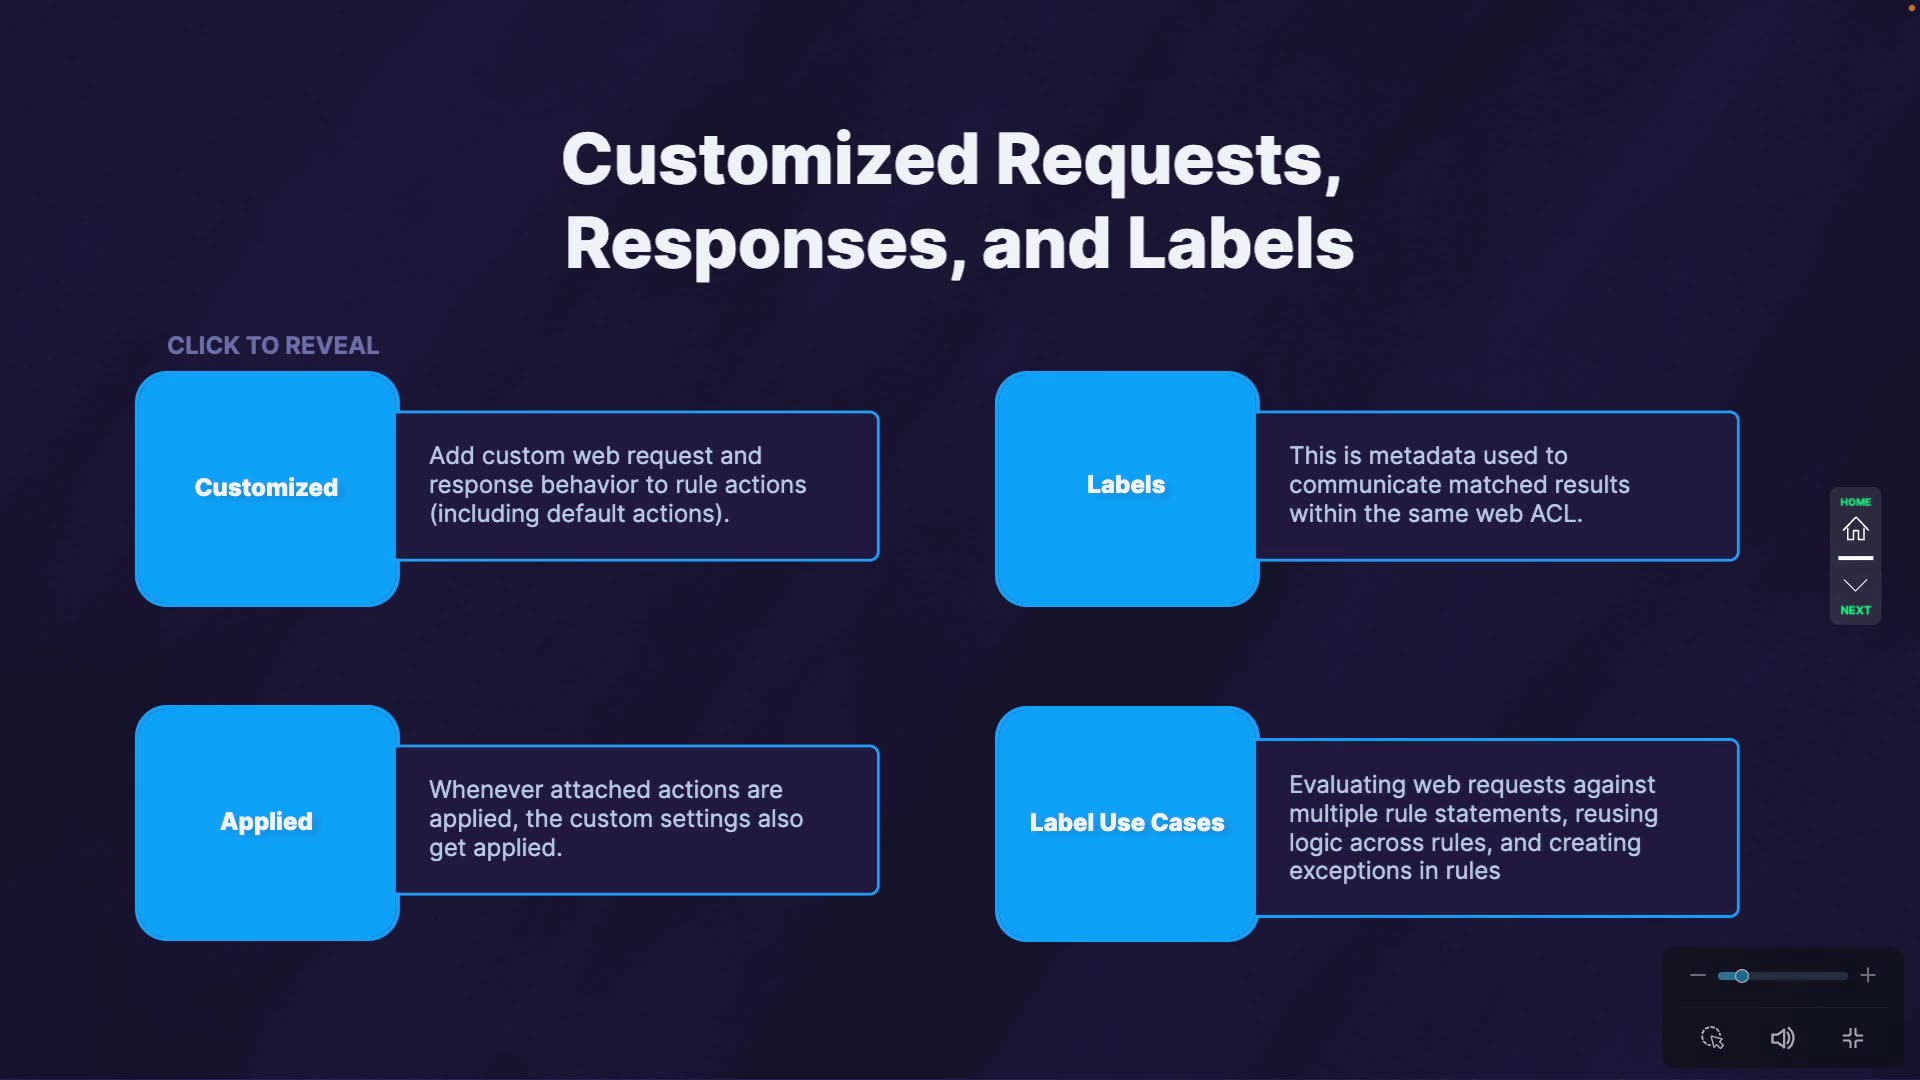 Customized Requests,
Responses, and Labels
CLICK TO REVEAL
Customized
Add custom web request and
response behavior to rule actions
(including default actions).
Labels
This is metadata used to
communicate matched results
within the same web ACL.
HOME
NEXT
Applied
Whenever attached actions are
applied, the custom settings also
get applied.
Label Use Cases
Evaluating web requests against
multiple rule statements, reusing
logic across rules, and creating
exceptions in rules